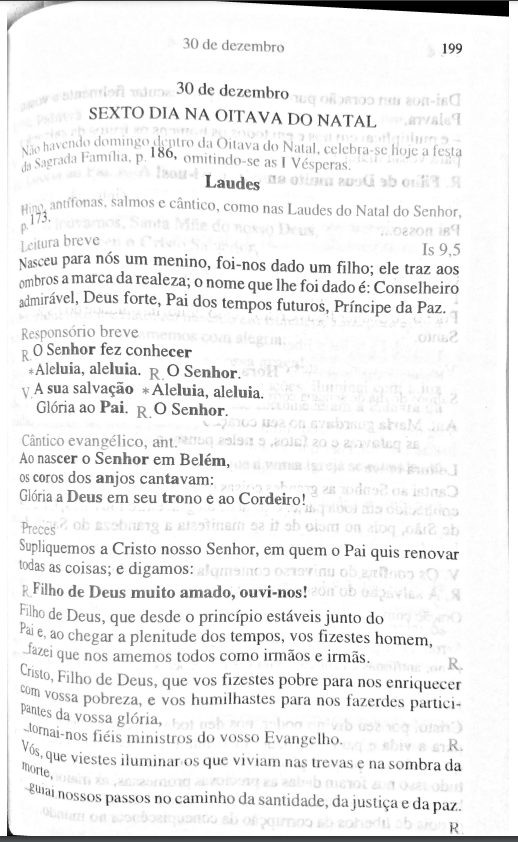 30 de dezembro 199
30 de dezembro
SEXTO DIA NA OITAVA DO NATAL
Não havendo domingo dentro da Oitava do Natal, celebra-se hoje a festa
da Sagrada Família, p. 186, omitindo-se as I Vésperas.
Laudes
Hino, antífonas, salmos e cântico, como nas Laudes do Natal do Senhor,
p. 173.
Leitura breve Is 9,5
Nasceu para nós um menino, foi-nos dado um filho; ele traz aos
ombros a marca da realeza; o nome que lhe foi dado é: Conselheiro
admirável, Deus forte, Pai dos tempos futuros, Príncipe da Paz.
Responsório breve
R. O Senhor fez conhecer
*Aleluia, aleluia. R. O Senhor.
V. A sua salvação *Aleluia, aleluia.
Glória ao Pai. R. O Senhor.
Cântico evangélico, ant.
Ao nascer o Senhor em Belém,
os coros dos anjos cantavam:
Glória a Deus em seu trono e ao Cordeiro!
Preces
Supliquemos a Cristo nosso Senhor, em quem o Pai quis renovar
todas as coisas; e digamos:
R. Filho de Deus muito amado, ouvi-nos!
Filho de Deus, que desde o princípio estáveis junto do
Pai e, ao chegar a plenitude dos tempos, vos fizestes homem,
–fazei que nos amemos todos como irmãos e irmãs. R.
Cristo, Filho de Deus, que vos fizestes pobre para nos enriquecer
com vossa pobreza, e vos humilhastes para nos fazerdes partici-
pantes da vossa glória,
–tornai-nos fiéis ministros do vosso Evangelho. R.
Vós, que viestes iluminar os que viviam nas trevas e na sombra da
morte,
–guiai nossos passos no caminho da santidade, da justiça e da paz.
R.